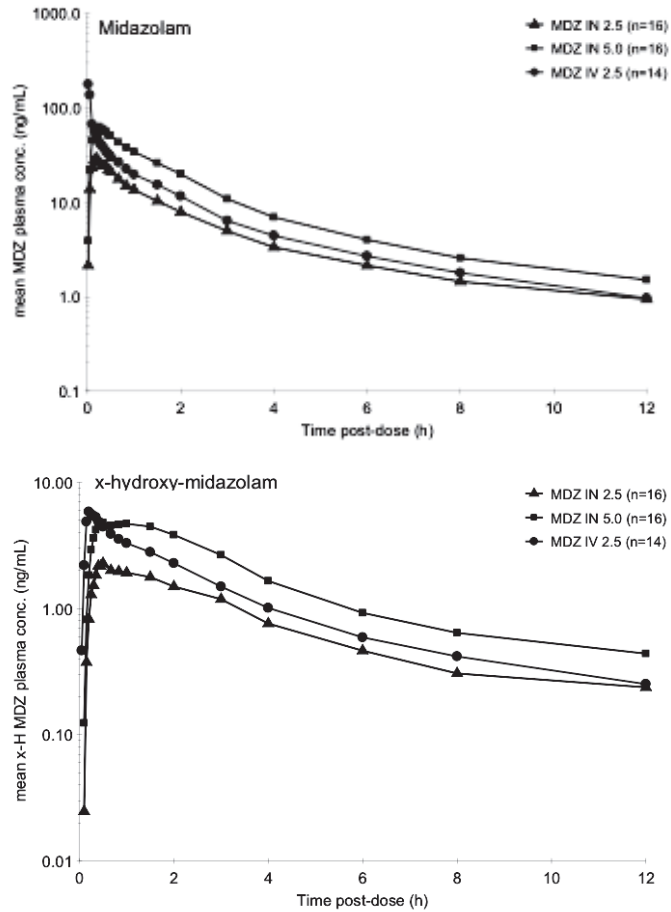 Midazolam
MDZ IN 2.5 (n=16)
MDZ IN 5.0 (n=16)
MDZ IV 2.5 (n=14)
mean MDZ plasma conc. (ng/mL)
1000.0
100.0
10.0
1.0
0.1
0 2 4 6 8 10 12
Time post-dose (h)
x-hydroxy-midazolam
MDZ IN 2.5 (n=16)
MDZ IN 5.0 (n=16)
MDZ IV 2.5 (n=14)
mean x-H MDZ plasma conc. (ng/mL)
10.00
1.00
0.10
0.01
0 2 4 6 8 10 12
Time post-dose (h)